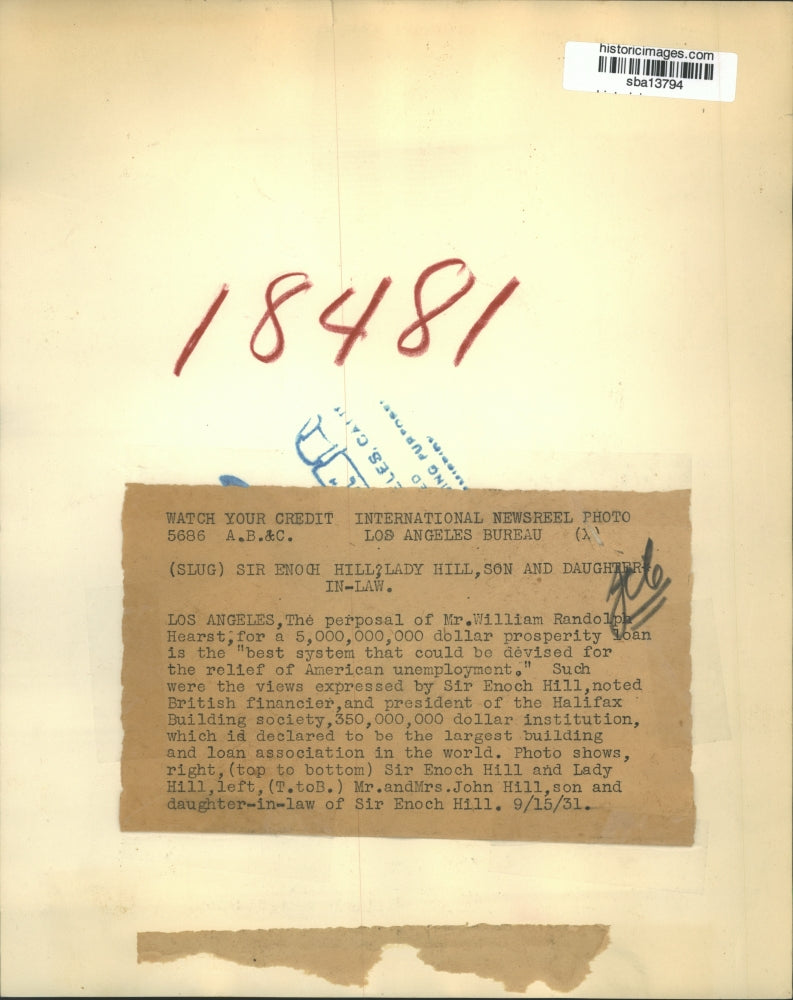 historicimages.com
sba13794
18481
LES, CALI
ING PURPOSE
WATCH YOUR CREDIT INTERNATIONAL NEWSREEL PHOTO
5686 A.B.&C. LOS ANGELES BUREAU (X)
(SLUG) SIR ENOCH HILL;LADY HILL,SON AND DAUGHTER-
IN-LAW.
LOS ANGELES,The perposal of Mr.William Randolph
Hearst,for a 5,000,000,000 dollar prosperity loan
is the "best system that could be devised for
the relief of American unemployment." Such
were the views expressed by Sir Enoch Hill,noted
British financier,and president of the Halifax
Building society,350,000,000 dollar institution,
which is declared to be the largest building
and loan association in the world. Photo shows,
right,(top to bottom) Sir Enoch Hill and Lady
Hill,left,(T.toB.) Mr.andMrs.John Hill,son and
daughter-in-law of Sir Enoch Hill. 9/15/31.